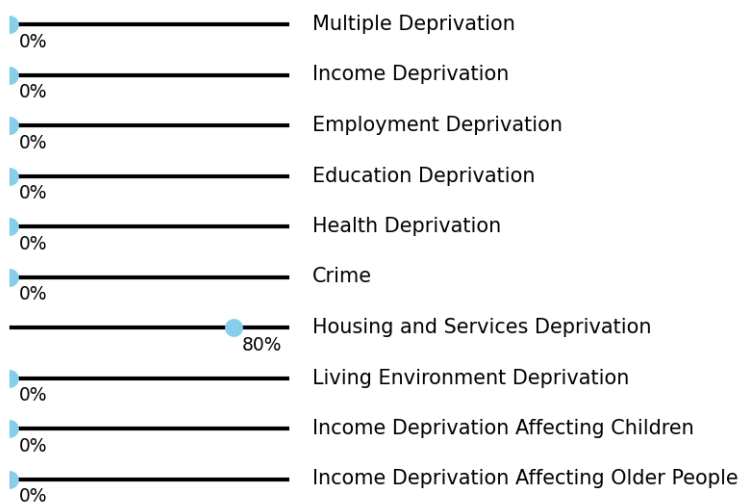 Multiple Deprivation
0%
Income Deprivation
0%
Employment Deprivation
0%
Education Deprivation
0%
Health Deprivation
0%
Crime
0%
Housing and Services Deprivation
80%
Living Environment Deprivation
0%
Income Deprivation Affecting Children
0%
Income Deprivation Affecting Older People
0%